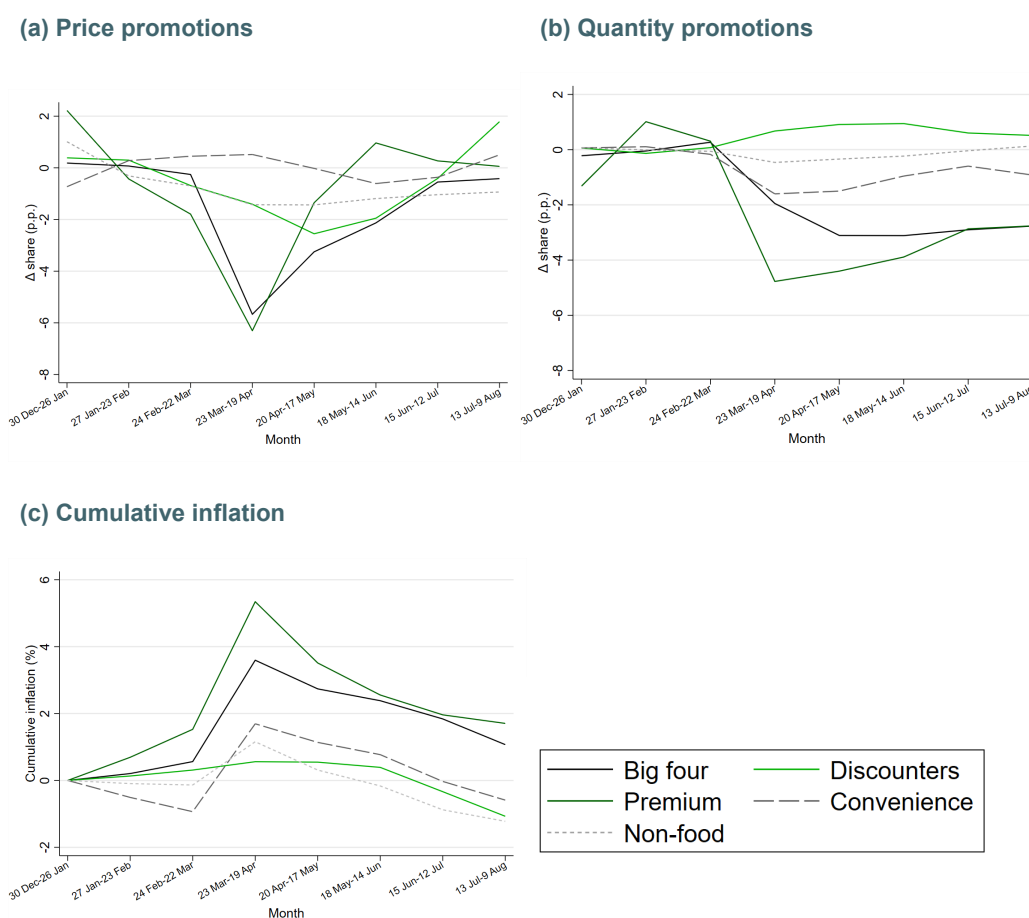 (a) Price promotions
Δ share (p.p.)
2
0
-2
-4
-6
-8
30 Dec-26 Jan
27 Jan-23 Feb
24 Feb-22 Mar
23 Mar-19 Apr
20 Apr-17 May
18 May-14 Jun
15 Jun-12 Jul
13 Jul-9 Aug
Month
(b) Quantity promotions
Δ share (p.p.)
2
0
-2
-4
-6
-8
30 Dec-26 Jan
27 Jan-23 Feb
24 Feb-22 Mar
23 Mar-19 Apr
20 Apr-17 May
18 May-14 Jun
15 Jun-12 Jul
13 Jul-9 Aug
Month
(c) Cumulative inflation
Cumulative inflation (%)
6
4
2
0
-2
30 Dec-26 Jan
27 Jan-23 Feb
24 Feb-22 Mar
23 Mar-19 Apr
20 Apr-17 May
18 May-14 Jun
15 Jun-12 Jul
13 Jul-9 Aug
Month
Big four
Discounters
Premium
Convenience
Non-food